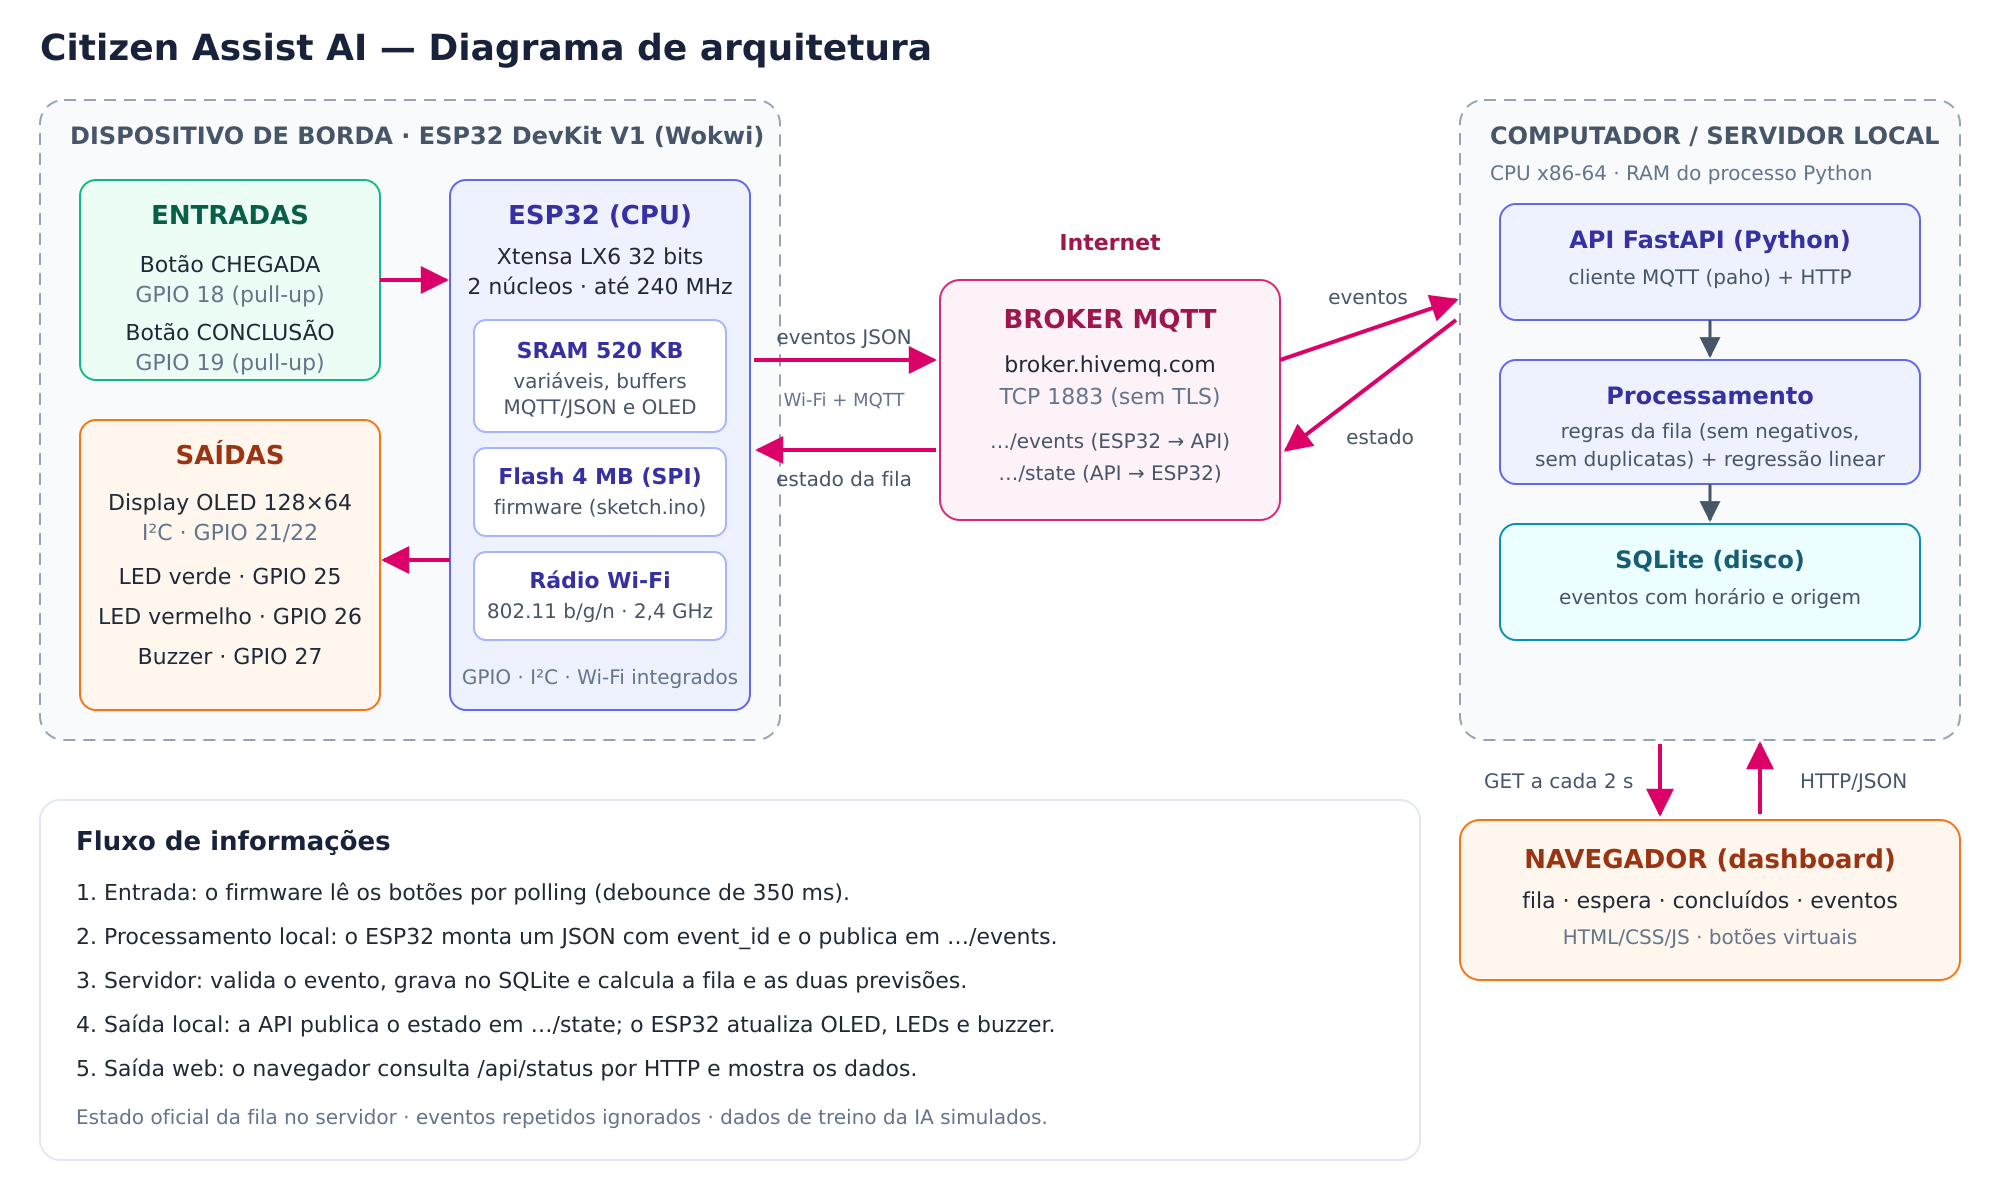 Citizen Assist AI — Diagrama de arquitetura
DISPOSITIVO DE BORDA · ESP32 DevKit V1 (Wokwi)
ENTRADAS
Botão CHEGADA
GPIO 18 (pull-up)
Botão CONCLUSÃO
GPIO 19 (pull-up)
SAÍDAS
Display OLED 128×64
I²C · GPIO 21/22
LED verde · GPIO 25
LED vermelho · GPIO 26
Buzzer · GPIO 27
ESP32 (CPU)
Xtensa LX6 32 bits
2 núcleos · até 240 MHz
SRAM 520 KB
variáveis, buffers
MQTT/JSON e OLED
Flash 4 MB (SPI)
firmware (sketch.ino)
Rádio Wi-Fi
802.11 b/g/n · 2,4 GHz
GPIO · I²C · Wi-Fi integrados
eventos JSON
Wi-Fi + MQTT
estado da fila
Internet
BROKER MQTT
broker.hivemq.com
TCP 1883 (sem TLS)
…/events (ESP32 → API)
…/state (API → ESP32)
eventos
estado
COMPUTADOR / SERVIDOR LOCAL
CPU x86-64 · RAM do processo Python
API FastAPI (Python)
cliente MQTT (paho) + HTTP
Processamento
regras da fila (sem negativos,
sem duplicatas) + regressão linear
SQLite (disco)
eventos com horário e origem
GET a cada 2 s
HTTP/JSON
NAVEGADOR (dashboard)
fila · espera · concluídos · eventos
HTML/CSS/JS · botões virtuais
Fluxo de informações
1. Entrada: o firmware lê os botões por polling (debounce de 350 ms).
2. Processamento local: o ESP32 monta um JSON com event_id e o publica em …/events.
3. Servidor: valida o evento, grava no SQLite e calcula a fila e as duas previsões.
4. Saída local: a API publica o estado em …/state; o ESP32 atualiza OLED, LEDs e buzzer.
5. Saída web: o navegador consulta /api/status por HTTP e mostra os dados.
Estado oficial da fila no servidor · eventos repetidos ignorados · dados de treino da IA simulados.